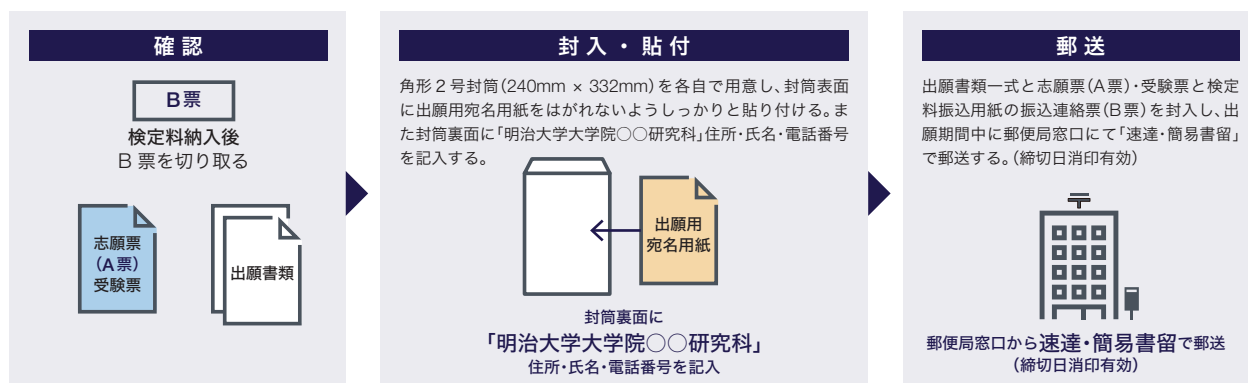 確認
B票
検定料納入後
B 票を切り取る
志願票
（A票）
受験票
出願書類
封入・貼付
角形２号封筒（240mm × 332mm）を各自で用意し、封筒表面
に出願用宛名用紙をはがれないようしっかりと貼り付ける。ま
た封筒裏面に「明治大学大学院○○研究科」住所・氏名・電話番号
を記入する。
出願用
宛名用紙
封筒裏面に
「明治大学大学院○○研究科」
住所・氏名・電話番号を記入
郵送
出願書類一式と志願票（A票）・受験票と検定
料振込用紙の振込連絡票（B票）を封入し、出
願期間中に郵便局窓口にて「速達・簡易書留」
で郵送する。（締切日消印有効）
郵便局窓口から速達・簡易書留で郵送
（締切日消印有効）